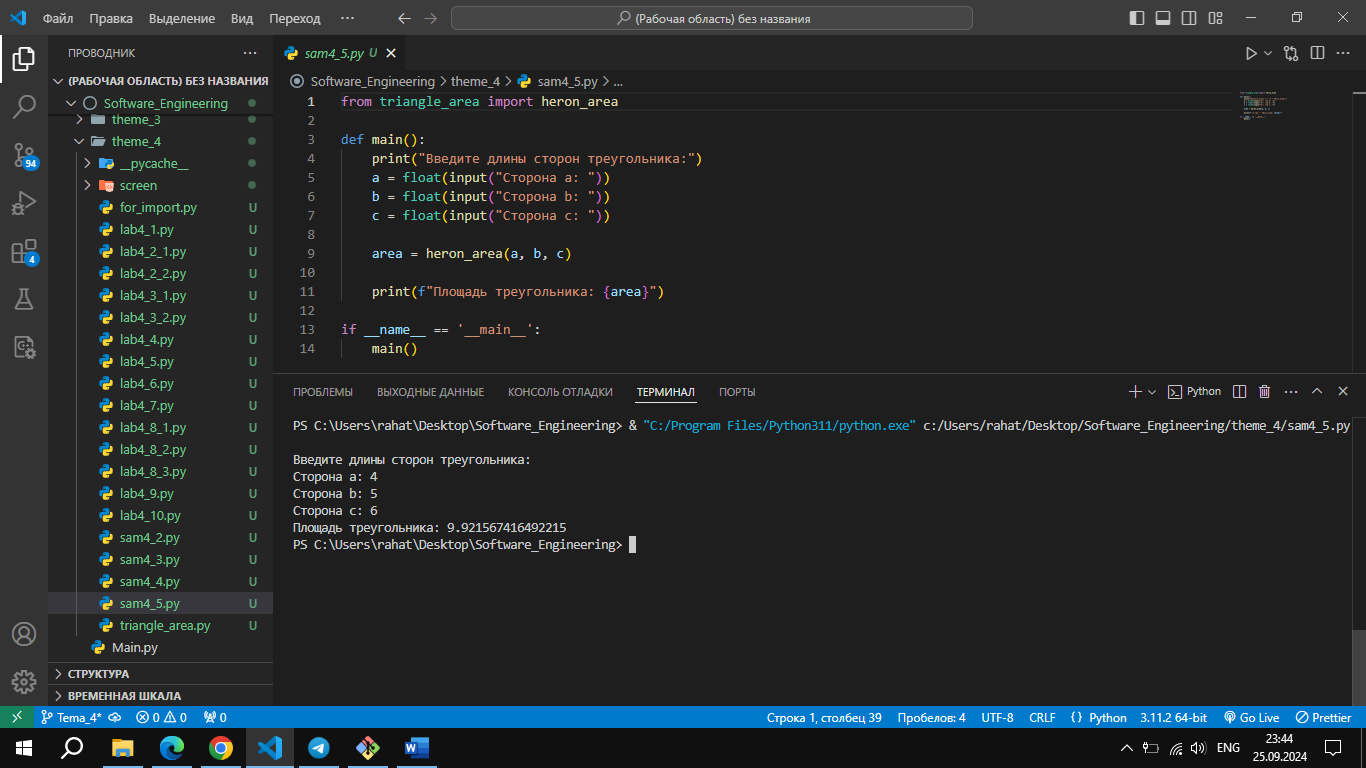 Файл Правка Выделение Вид Переход ··· (Рабочая область) без названия
ПРОВОДНИК
(РАБОЧАЯ ОБЛАСТЬ) БЕЗ НАЗВАНИЯ
Software_Engineering
theme_3
theme_4
__pycache__
screen
for_import.py U
lab4_1.py U
lab4_2_1.py U
lab4_2_2.py U
lab4_3_1.py U
lab4_3_2.py U
lab4_4.py U
lab4_5.py U
lab4_6.py U
lab4_7.py U
lab4_8_1.py U
lab4_8_2.py U
lab4_8_3.py U
lab4_9.py U
lab4_10.py U
sam4_2.py U
sam4_3.py U
sam4_4.py U
sam4_5.py U
triangle_area.py U
Main.py
СТРУКТУРА
ВРЕМЕННАЯ ШКАЛА
94
4
sam4_5.py U
Software_Engineering > theme_4 > sam4_5.py > ...
1 from triangle_area import heron_area
2
3 def main():
4 print("Введите длины сторон треугольника:")
5 a = float(input("Сторона a: "))
6 b = float(input("Сторона b: "))
7 c = float(input("Сторона c: "))
8
9 area = heron_area(a, b, c)
10
11 print(f"Площадь треугольника: {area}")
12
13 if __name__ == '__main__':
14 main()
ПРОБЛЕМЫ ВЫХОДНЫЕ ДАННЫЕ КОНСОЛЬ ОТЛАДКИ ТЕРМИНАЛ ПОРТЫ Python
PS C:\Users\rahat\Desktop\Software_Engineering> & "C:/Program Files/Python311/python.exe" c:/Users/rahat/Desktop/Software_Engineering/theme_4/sam4_5.py
Введите длины сторон треугольника:
Сторона a: 4
Сторона b: 5
Сторона c: 6
Площадь треугольника: 9.921567416492215
PS C:\Users\rahat\Desktop\Software_Engineering>
Tema_4* 0 0 0 Строка 1, столбец 39 Пробелов: 4 UTF-8 CRLF {} Python 3.11.2 64-bit Go Live Prettier
ENG 23:44
25.09.2024